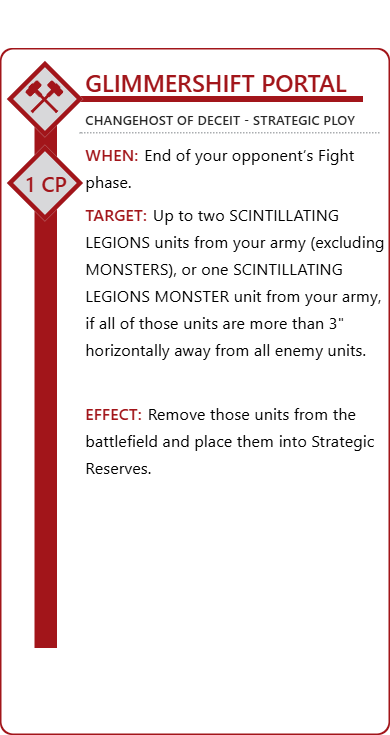 GLIMMERSHIFT PORTAL
CHANGEHOST OF DECEIT - STRATEGIC PLOY
1 CP
WHEN: End of your opponent's Fight
phase.
TARGET: Up to two SCINTILLATING
LEGIONS units from your army (excluding
MONSTERS), or one SCINTILLATING
LEGIONS MONSTER unit from your army,
if all of those units are more than 3"
horizontally away from all enemy units.
EFFECT: Remove those units from the
battlefield and place them into Strategic
Reserves.